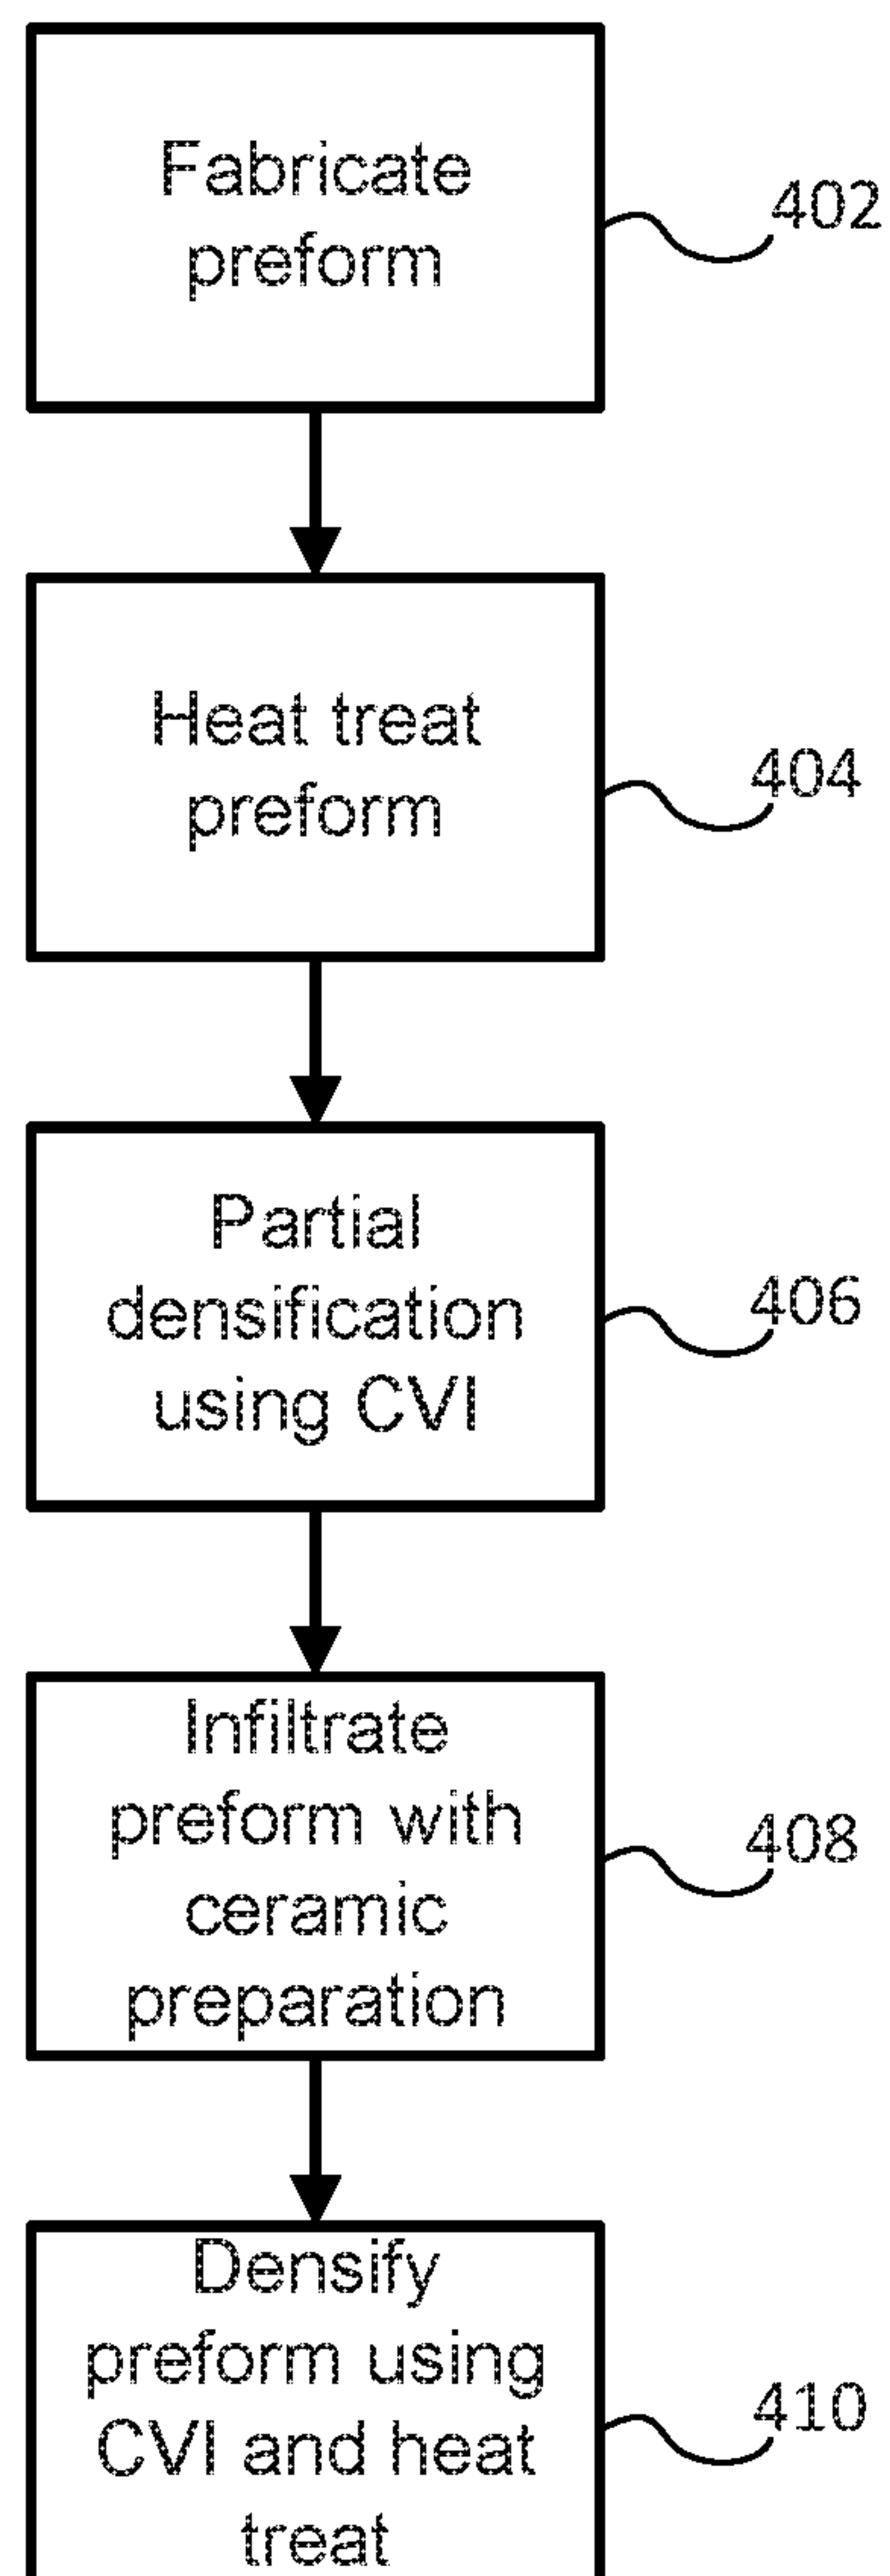 Fabricate
preform
402
Heat treat
preform
404
Partial
densification
using CVI
406
Infiltrate
preform with
ceramic
preparation
408
Densify
preform using
CVI and heat
treat
410